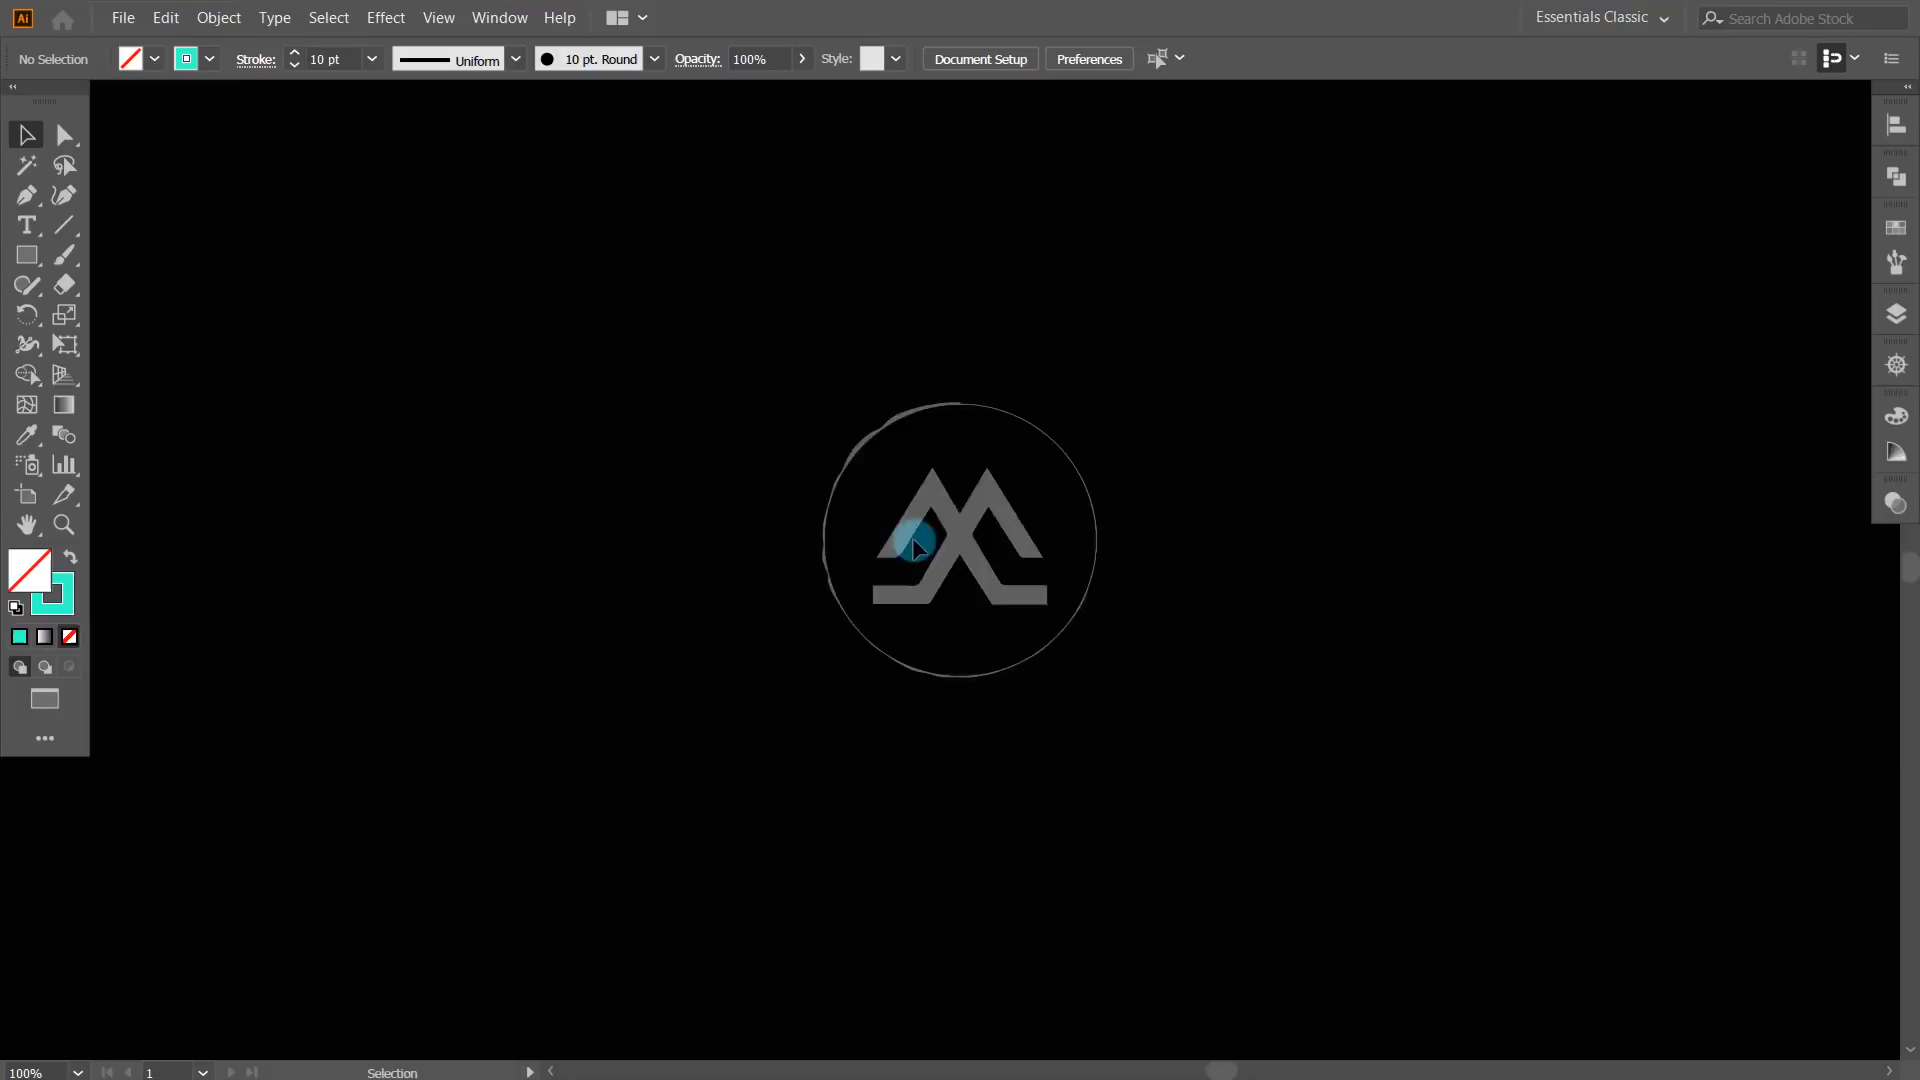 Ai File Edit Object Type Select Effect View Window Help Essentials Classic Search Adobe Stock
No Selection Stroke: 10 pt Uniform 10 pt. Round Opacity: 100% Style: Document Setup Preferences
100% 1 Selection